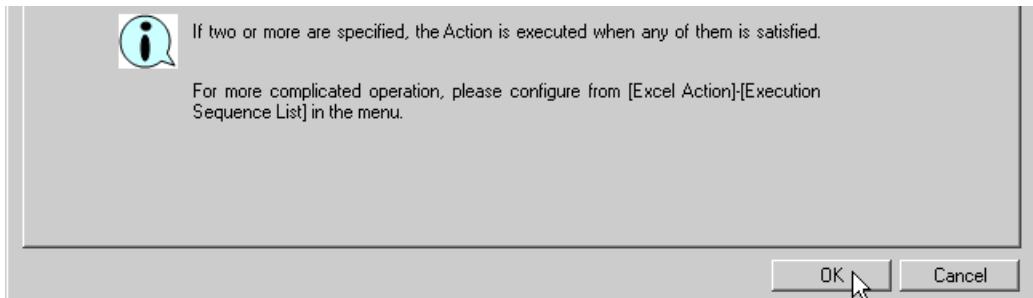 If two or more are specified, the Action is executed when any of them is satisfied.
For more complicated operation, please configure from [Excel Action]-[Execution
Sequence List] in the menu.
OK
Cancel